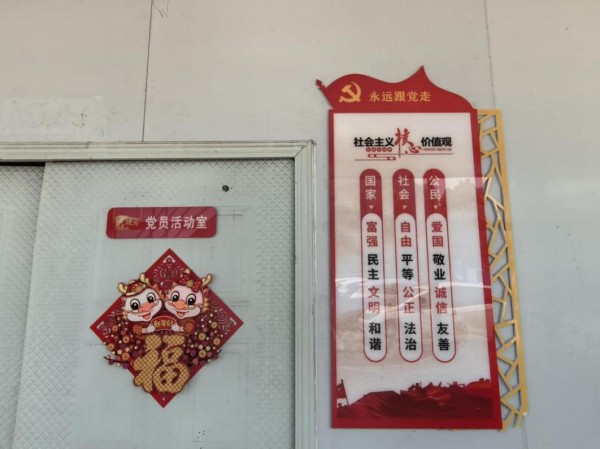 永远跟党走
社会主义核心价值观
国家
富强 民主 文明 和谐
社会
自由 平等 公正 法治
公民
爱国 敬业 诚信 友善
党员活动室
福